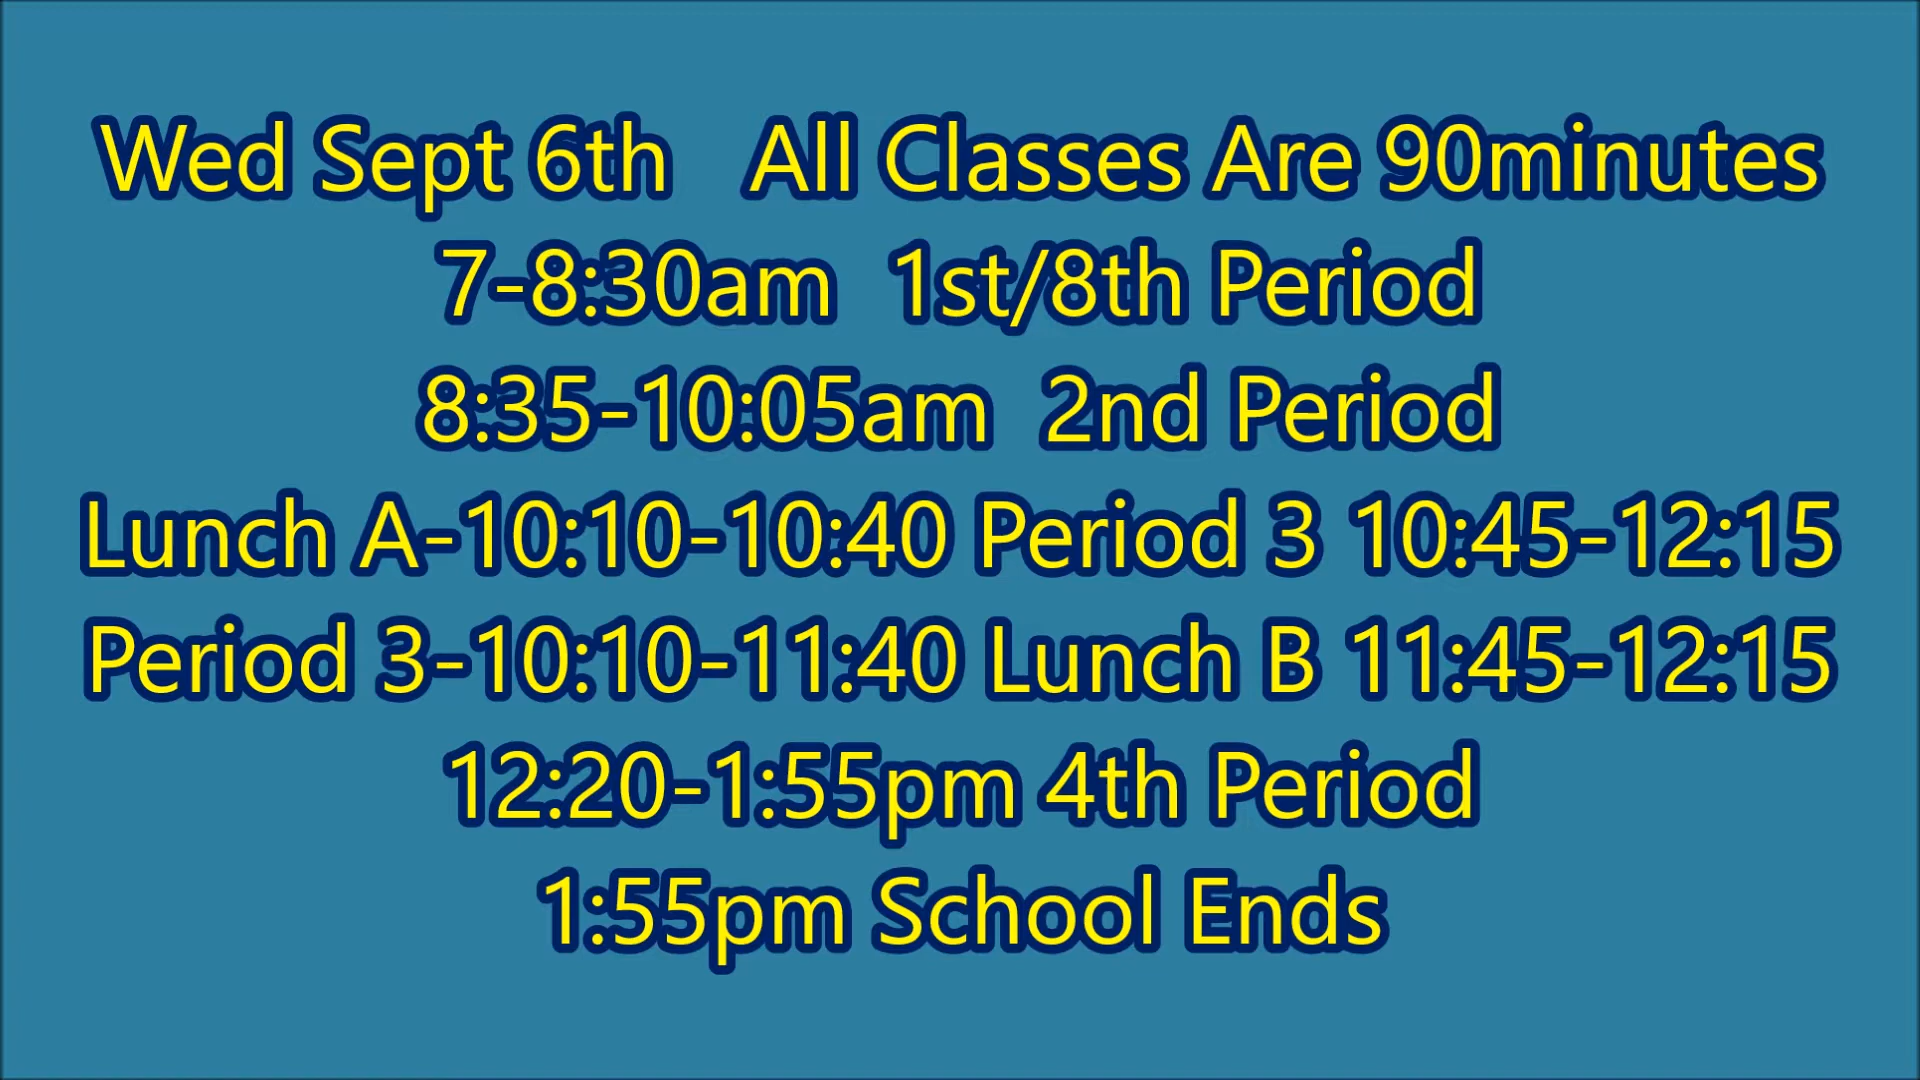 Wed Sept 6th   All Classes Are 90minutes
7-8:30am  1st/8th Period
8:35-10:05am  2nd Period
Lunch A-10:10-10:40 Period 3 10:45-12:15
Period 3-10:10-11:40 Lunch B 11:45-12:15
12:20-1:55pm 4th Period
1:55pm School Ends